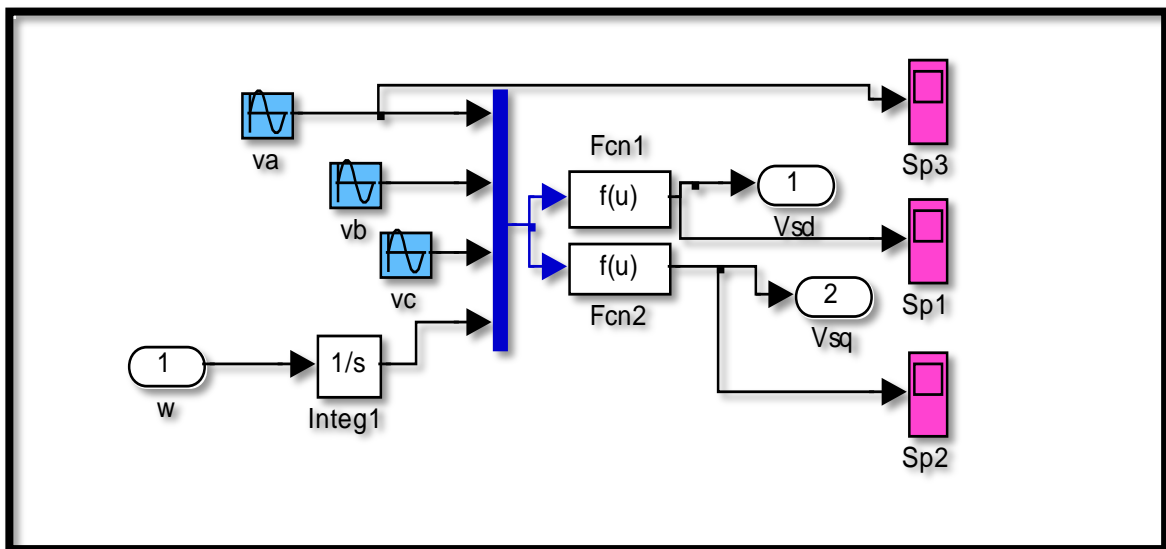 va
Sp3
vb
Fcn1
f(u)
1
Vsd
vc
f(u)
Fcn2
2
Vsq
Sp1
1
w
1/s
Integ1
Sp2